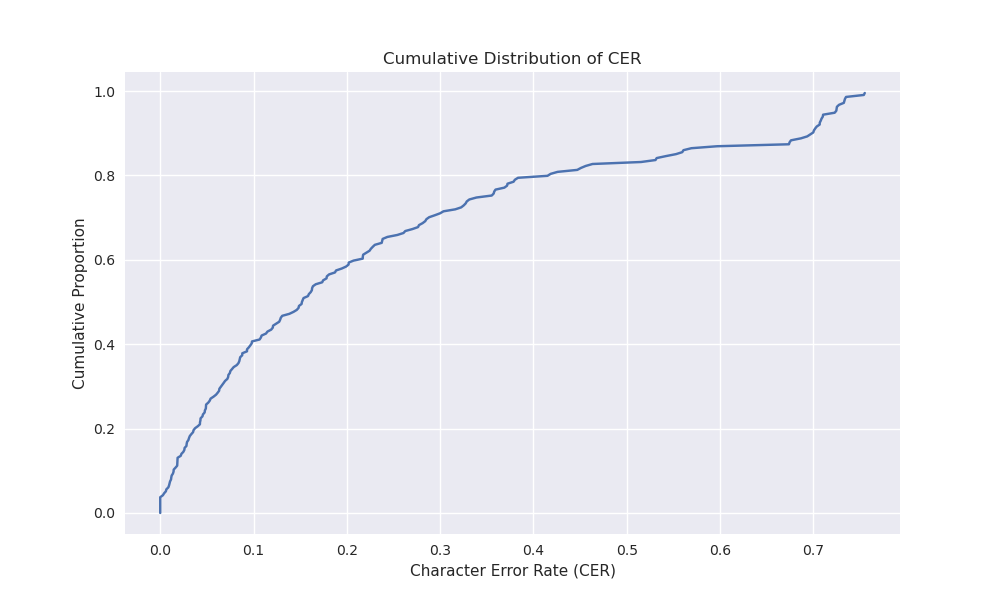 Cumulative Distribution of CER
1.0
0.8
0.6
0.4
0.2
0.0
Cumulative Proportion
0.0 0.1 0.2 0.3 0.4 0.5 0.6 0.7
Character Error Rate (CER)